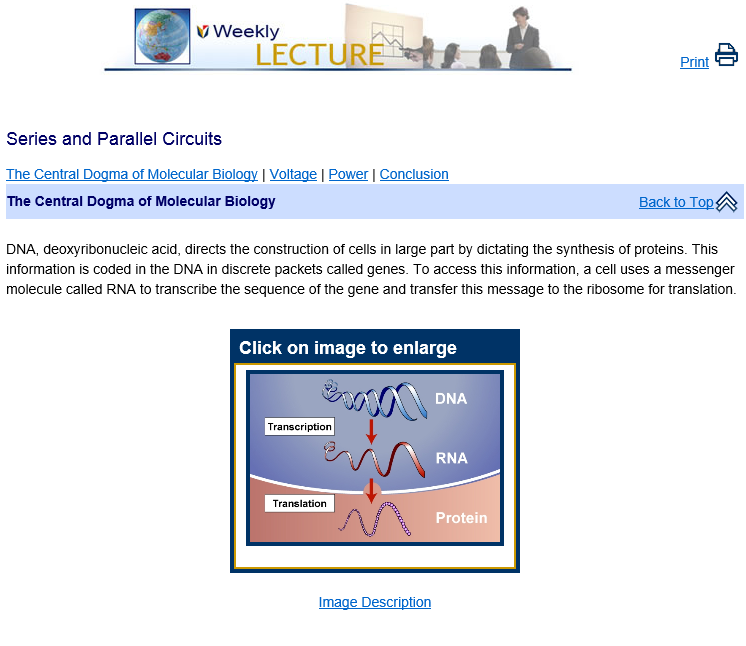 Weekly
LECTURE
Print
Series and Parallel Circuits
The Central Dogma of Molecular Biology | Voltage | Power | Conclusion
The Central Dogma of Molecular Biology
Back to Top
DNA, deoxyribonucleic acid, directs the construction of cells in large part by dictating the synthesis of proteins. This
information is coded in the DNA in discrete packets called genes. To access this information, a cell uses a messenger
molecule called RNA to transcribe the sequence of the gene and transfer this message to the ribosome for translation.
Click on image to enlarge
DNA
Transcription
RNA
Translation
Protein
Image Description